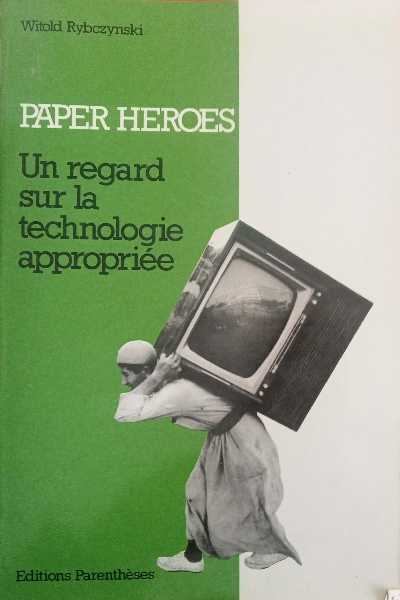 Witold Rybczynski
PAPER HEROES
Un regard
sur la
technologie
appropriée
Editions Parenthèses